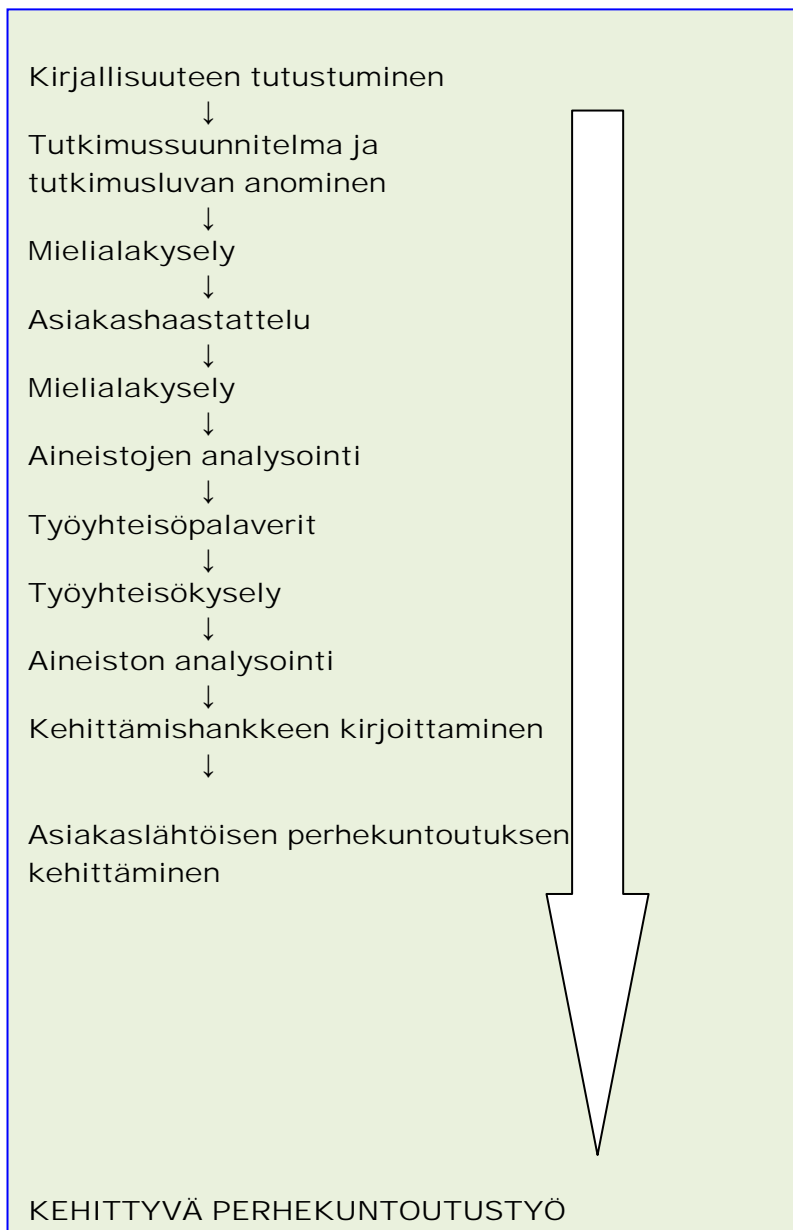 Kirjallisuuteen tutustuminen
↓
Tutkimussuunnitelma ja
tutkimusluvan anominen
↓
Mielialakysely
↓
Asiakashaastattelu
↓
Mielialakysely
↓
Aineistojen analysointi
↓
Työyhteisöpalaverit
↓
Työyhteisökysely
↓
Aineiston analysointi
↓
Kehittämishankkeen kirjoittaminen
↓
Asiakaslähtöisen perhekuntoutuksen
kehittäminen
KEHITTYVÄ PERHEKUNTOUTUSTYÖ